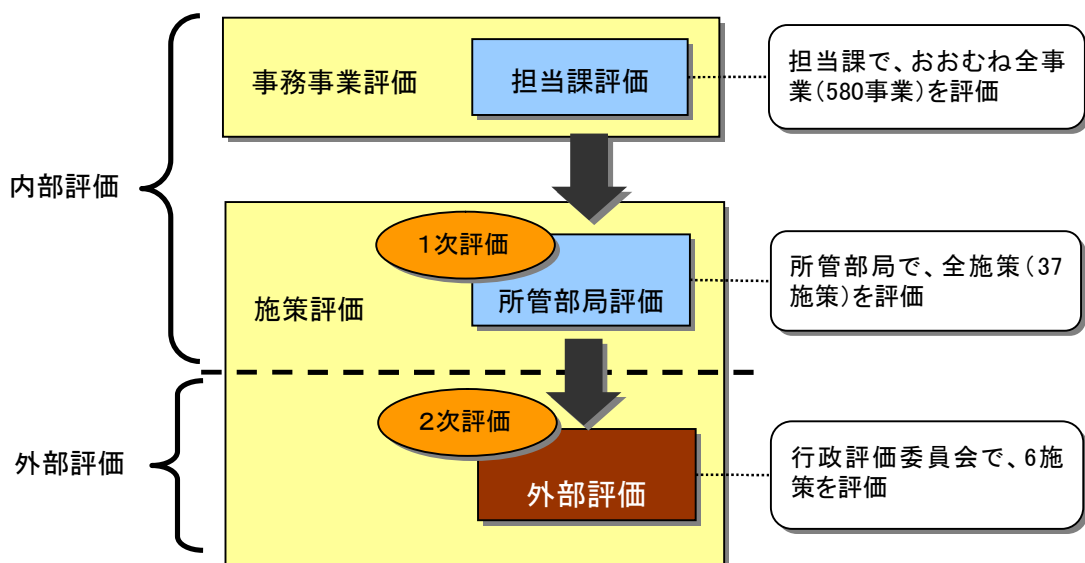 事務事業評価
担当課評価
担当課で、おおむね全事
業(580事業)を評価
内部評価
1次評価
所管部局評価
施策評価
所管部局で、全施策(37
施策)を評価
2次評価
外部評価
外部評価
行政評価委員会で、6施
策を評価